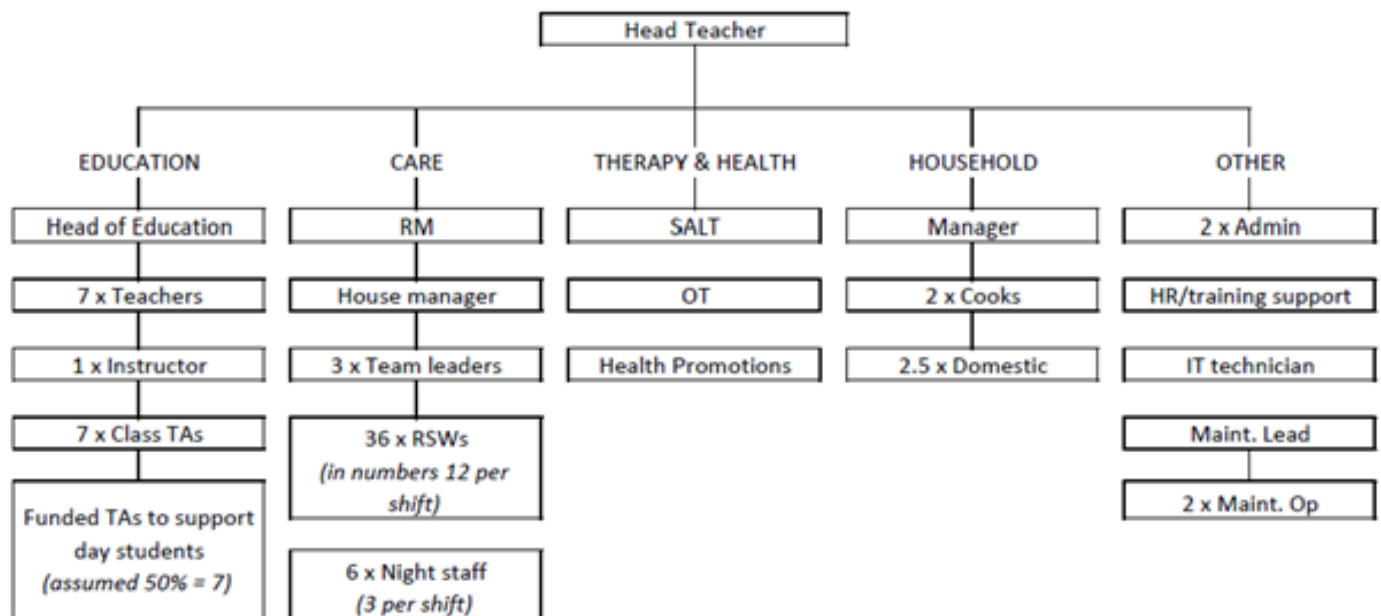 Head Teacher
EDUCATION
CARE
THERAPY & HEALTH
HOUSEHOLD
OTHER
Head of Education
RM
SALT
Manager
2 x Admin
7 x Teachers
House manager
OT
2 x Cooks
HR/training support
1 x Instructor
3 x Team leaders
Health Promotions
2.5 x Domestic
IT technician
7 x Class TAs
36 x RSWs
(in numbers 12 per
shift)
Maint. Lead
2 x Maint. Op
Funded TAs to support
day students
(assumed 50% = 7)
6 x Night staff
(3 per shift)